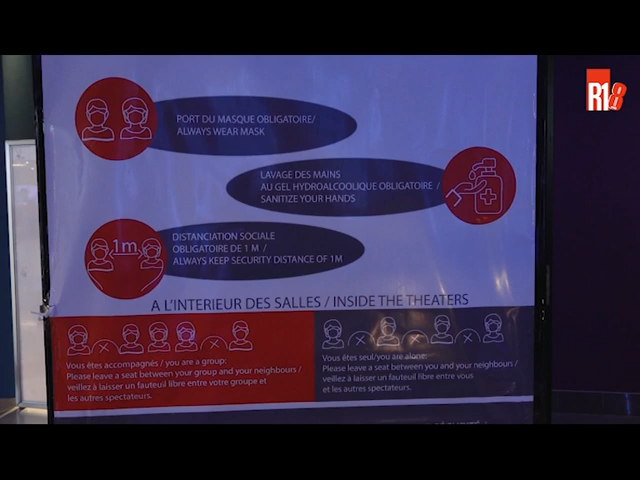 R18
PORT DU MASQUE OBLIGATOIRE/
ALWAYS WEAR MASK
LAVAGE DES MAINS
AU GEL HYDROALCOOLIQUE OBLIGATOIRE /
SANITIZE YOUR HANDS
1m
DISTANCIATION SOCIALE
OBLIGATOIRE DE 1 M /
ALWAYS KEEP SECURITY DISTANCE OF 1M
A L'INTERIEUR DES SALLES / INSIDE THE THEATERS
Vous êtes accompagnés / you are a group:
Please leave a seat between your group and your neighbours /
veillez à laisser un fauteuil libre entre votre groupe et
les autres spectateurs.
Vous êtes seul/you are alone:
Please leave a seat between you and your neighbours /
veillez à laisser un fauteuil libre entre vous
et les autres spectateurs.